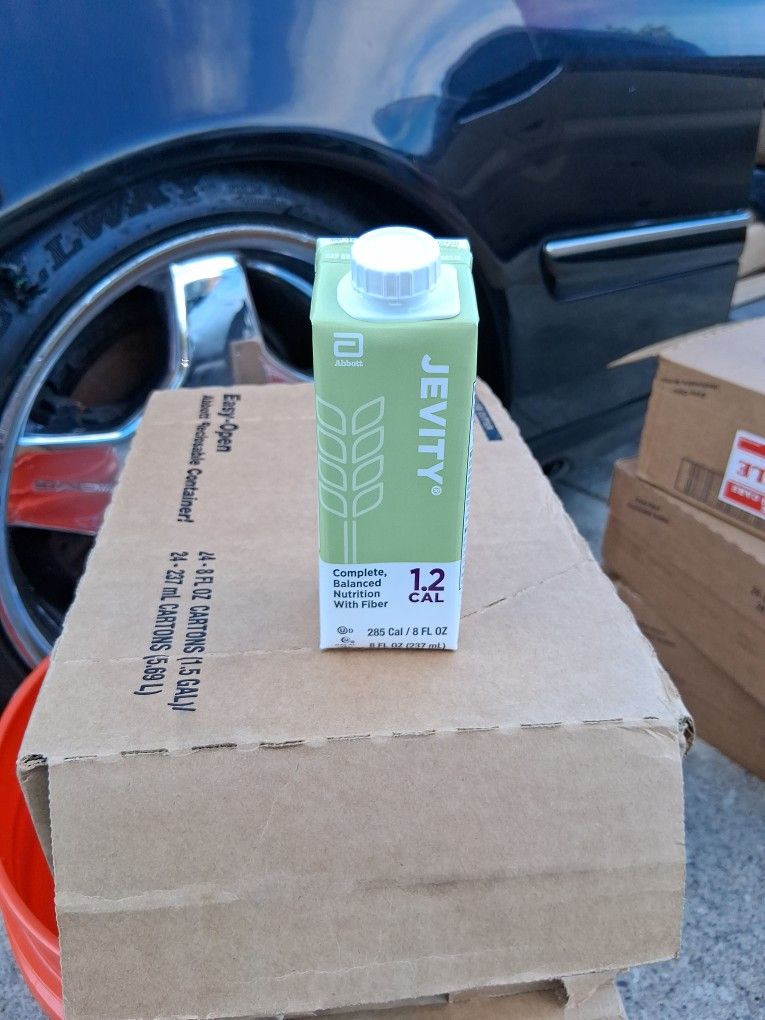 Abbott
JEVITY®
Complete,
Balanced
Nutrition
With Fiber
1.2
CAL
285 Cal / 8 FL OZ
8 FL OZ (237 mL)
Easy-Open
Abbott Reclosable Container!
24 - 8 FL OZ CARTONS (1.5 GAL)/
24 - 237 mL CARTONS (5.69 L)